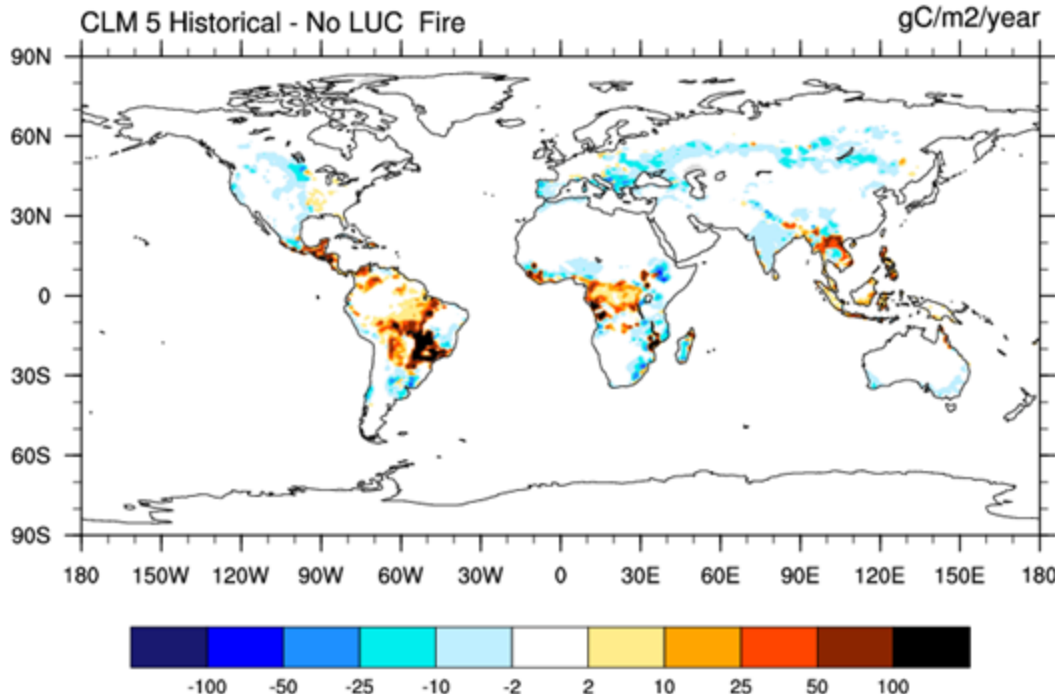 CLM 5 Historical - No LUC  Fire
gC/m2/year
90N
60N
30N
0
30S
60S
90S
180 150W 120W 90W 60W 30W 0 30E 60E 90E 120E 150E 180
-100 -50 -25 -10 -2 2 10 25 50 100